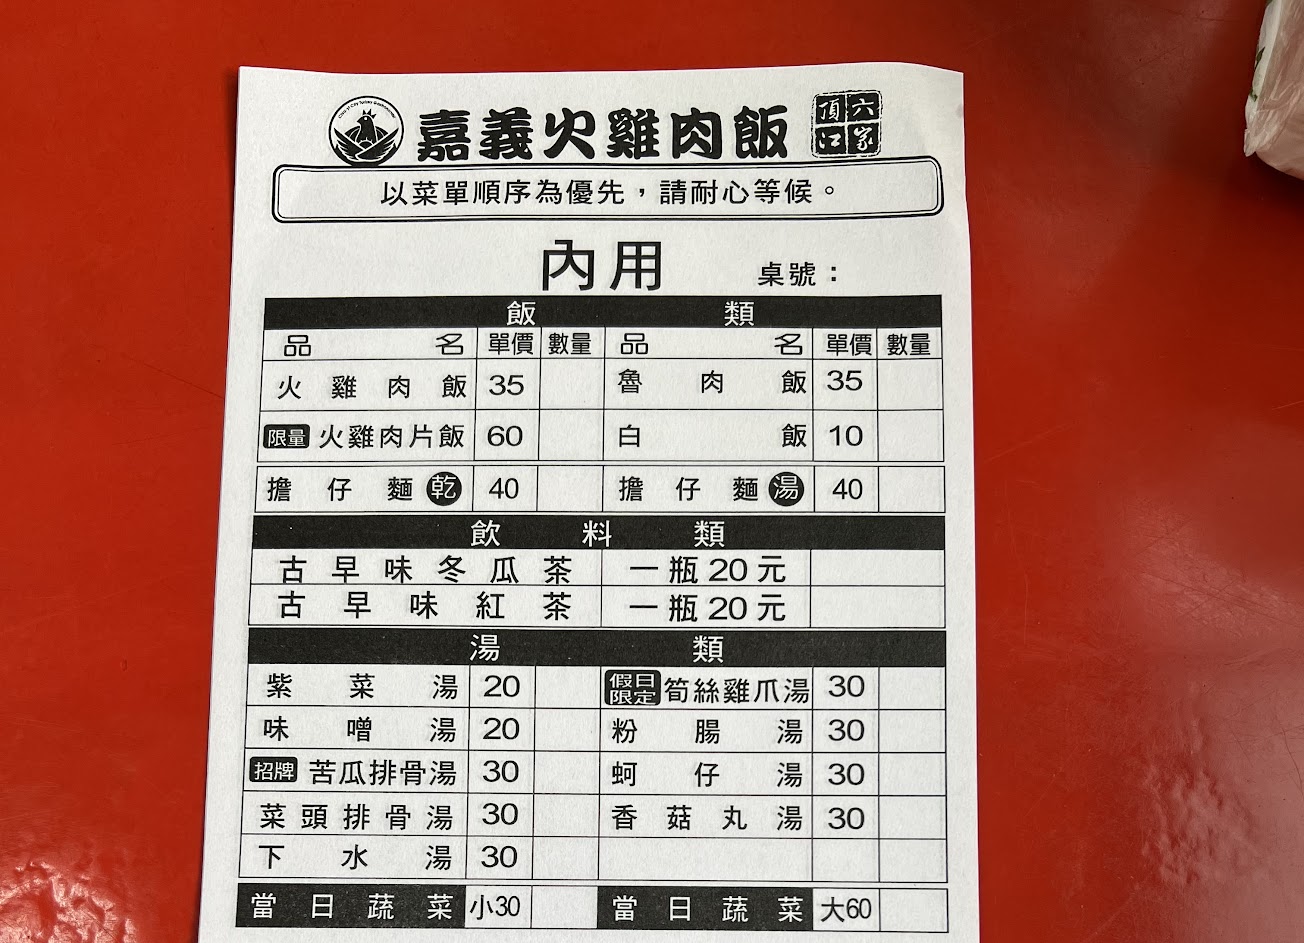 嘉義火雞肉飯 六家頂口
以菜單順序為優先，請耐心等候。
內用 桌號：
飯類
品名 單價 數量 品名 單價 數量
火雞肉飯 35 魯肉飯 35
限量 火雞肉片飯 60 白飯 10
擔仔麵 乾 40 擔仔麵 湯 40
飲料類
古早味冬瓜茶 一瓶20元
古早味紅茶 一瓶20元
湯類
紫菜湯 20 假日限定 筍絲雞爪湯 30
味噌湯 20 粉腸湯 30
招牌 苦瓜排骨湯 30 蚵仔湯 30
菜頭排骨湯 30 香菇丸湯 30
下水湯 30
當日蔬菜 小30 當日蔬菜 大60